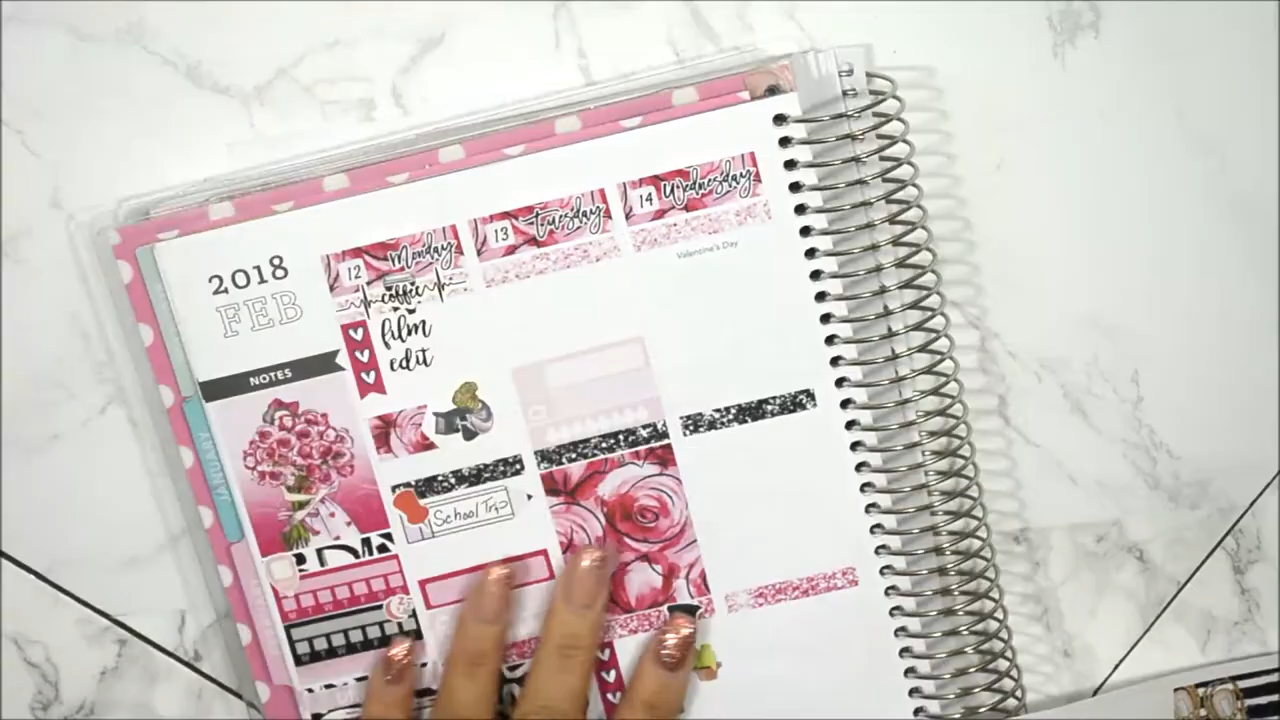 2018
FEB
NOTES
12 Monday
coffee
film
edit
School Trip
13 Tuesday
14 Wednesday
Valentine's Day
JANUARY
M T W T F S